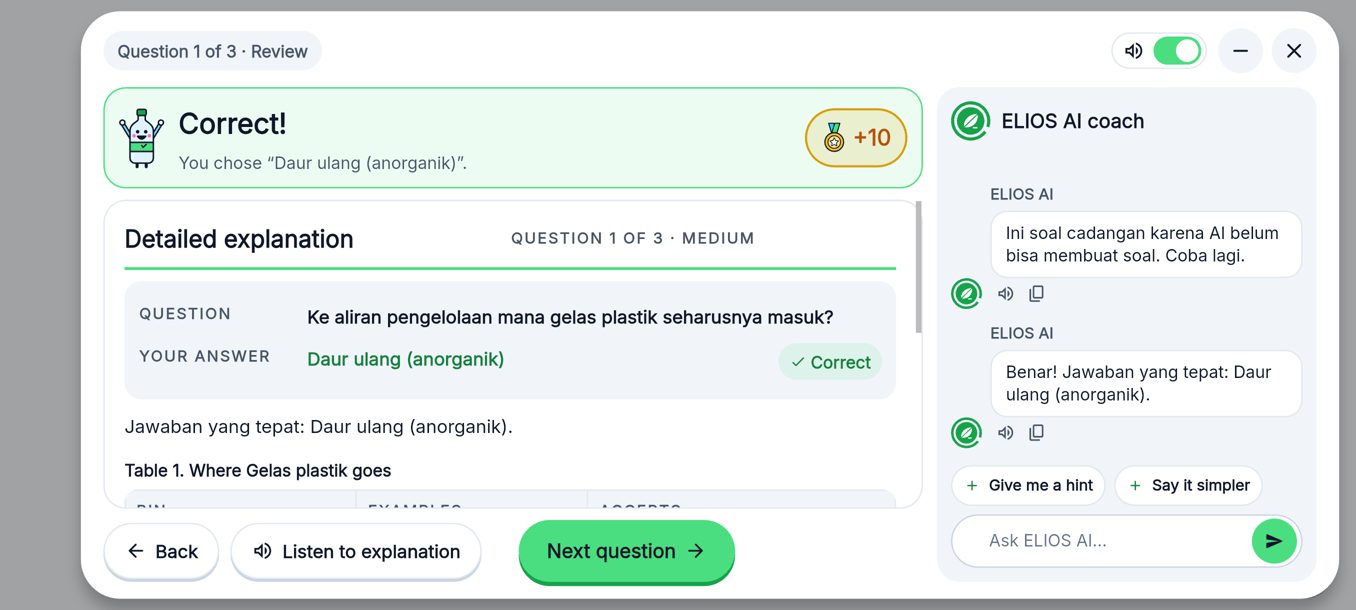 Question 1 of 3 · Review
Correct!
You chose “Daur ulang (anorganik)”.
+10
Detailed explanation
QUESTION 1 OF 3 · MEDIUM
QUESTION
Ke aliran pengelolaan mana gelas plastik seharusnya masuk?
YOUR ANSWER
Daur ulang (anorganik)
Correct
Jawaban yang tepat: Daur ulang (anorganik).
Table 1. Where Gelas plastik goes
BIN
EXAMPLES
ACCEPTS
Back
Listen to explanation
Next question
ELIOS AI coach
ELIOS AI
Ini soal cadangan karena AI belum
bisa membuat soal. Coba lagi.
ELIOS AI
Benar! Jawaban yang tepat: Daur
ulang (anorganik).
+ Give me a hint
+ Say it simpler
Ask ELIOS AI...